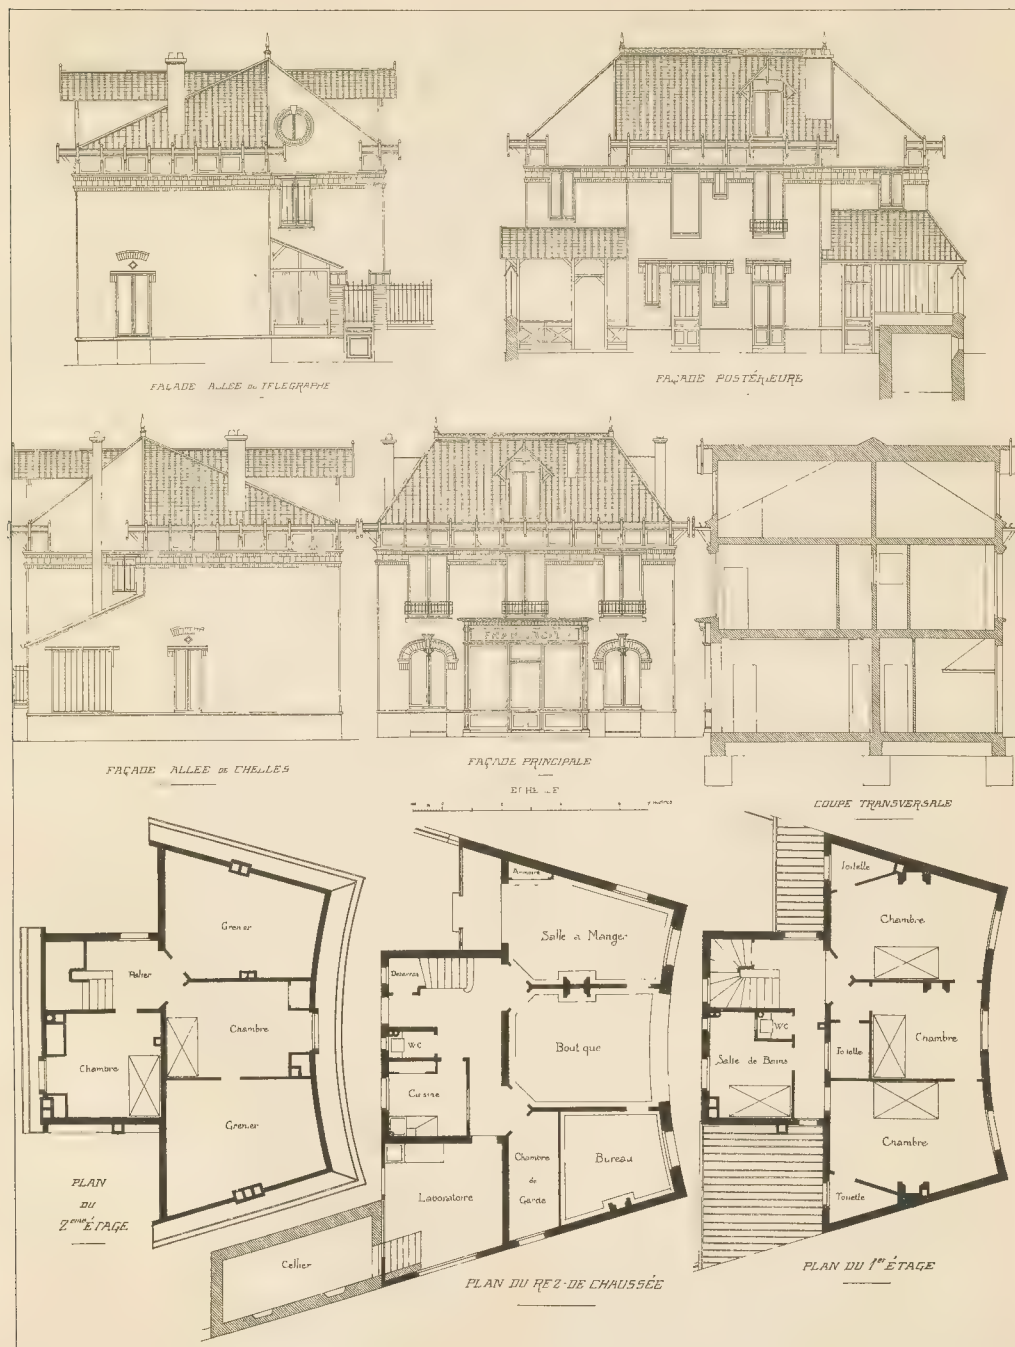 FAÇADE ALLÉE DU TÉLÉGRAPHE
FAÇADE POSTÉRIEURE
FAÇADE ALLÉE DE CHELLES
FAÇADE PRINCIPALE
COUPE TRANSVERSALE
Grenier
Palier
Chambre
Chambre
Grenier
PLAN
DU
2eme ÉTAGE
Armoire
Salle a Manger
WC
Boutique
Cuisine
Chambre
de
Garde
Bureau
Laboratoire
Cellier
PLAN DU REZ-DE CHAUSSÉE
Toilette
Chambre
WC
Salle de Bains
Toilette
Chambre
Chambre
Toilette
PLAN DU 1er ÉTAGE